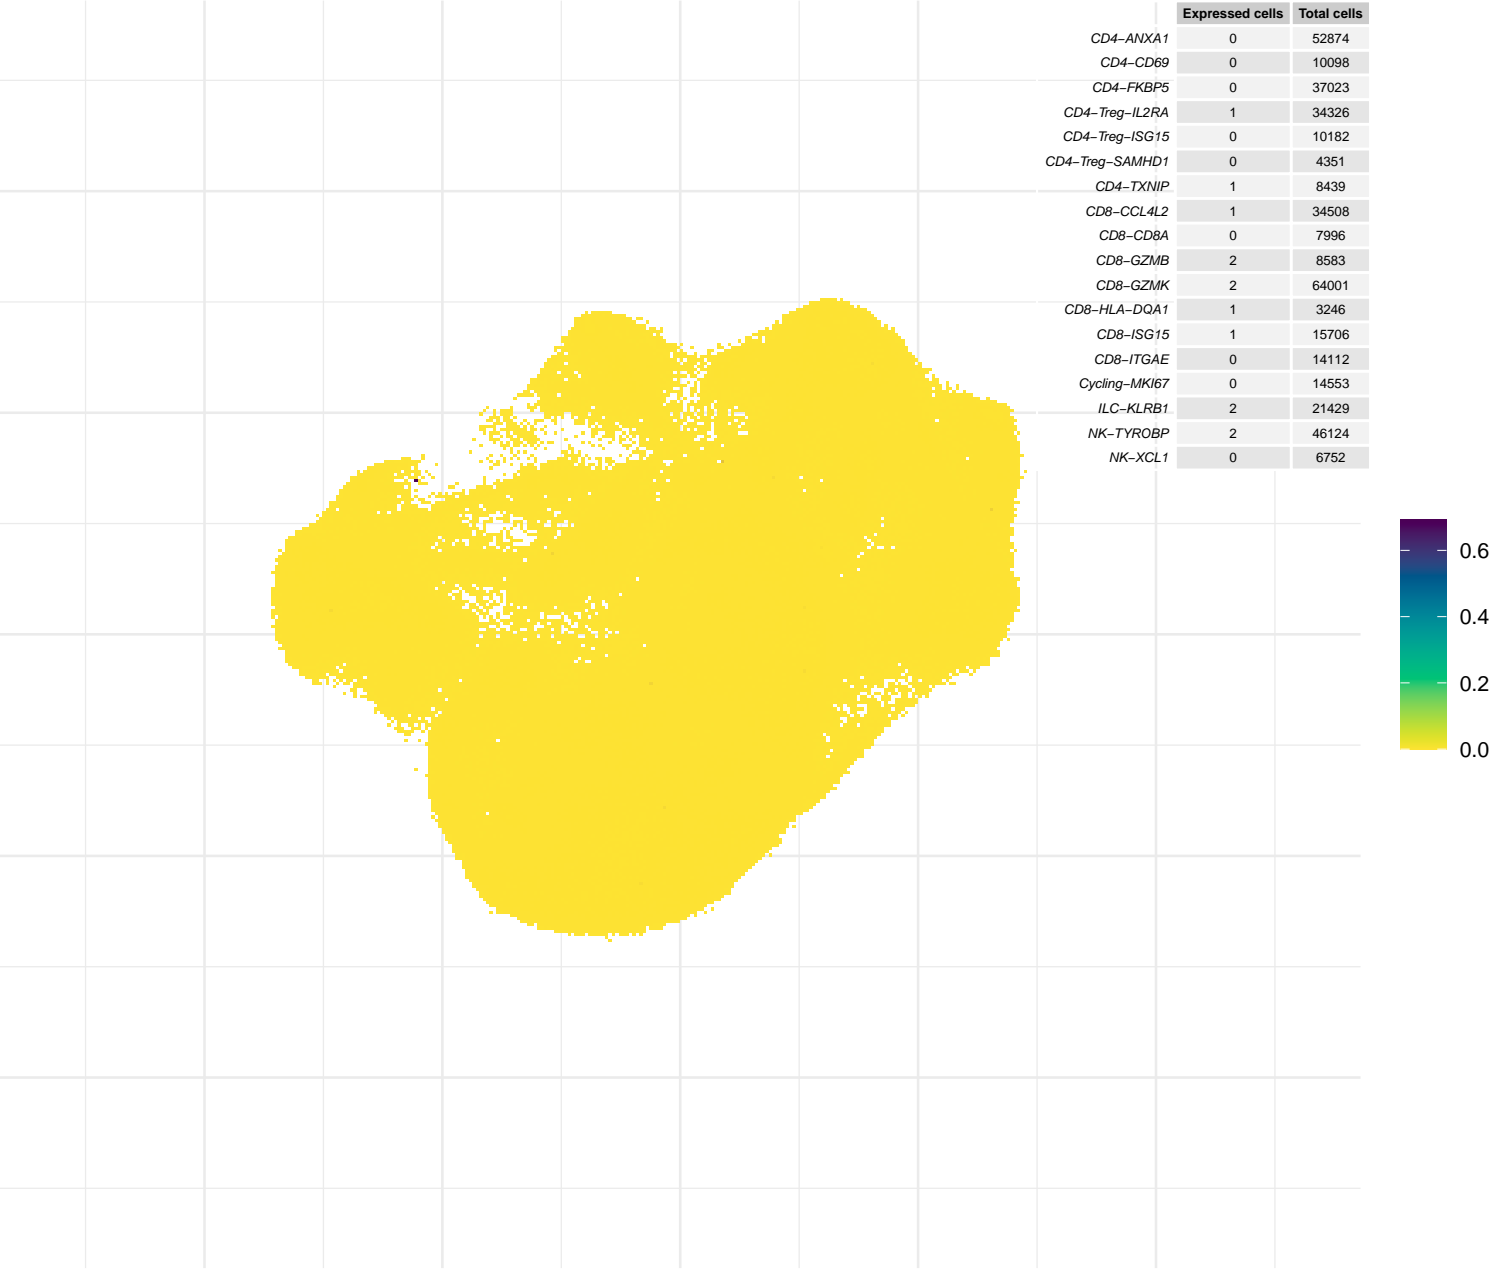 Expressed cells Total cells
CD4−ANXA1 0 52874
CD4−CD69 0 10098
CD4−FKBP5 0 37023
CD4−Treg−IL2RA 1 34326
CD4−Treg−ISG15 0 10182
CD4−Treg−SAMHD1 0 4351
CD4−TXNIP 1 8439
CD8−CCL4L2 1 34508
CD8−CD8A 0 7996
CD8−GZMB 2 8583
CD8−GZMK 2 64001
CD8−HLA−DQA1 1 3246
CD8−ISG15 1 15706
CD8−ITGAE 0 14112
Cycling−MKI67 0 14553
ILC−KLRB1 2 21429
NK−TYROBP 2 46124
NK−XCL1 0 6752
0.6
0.4
0.2
0.0